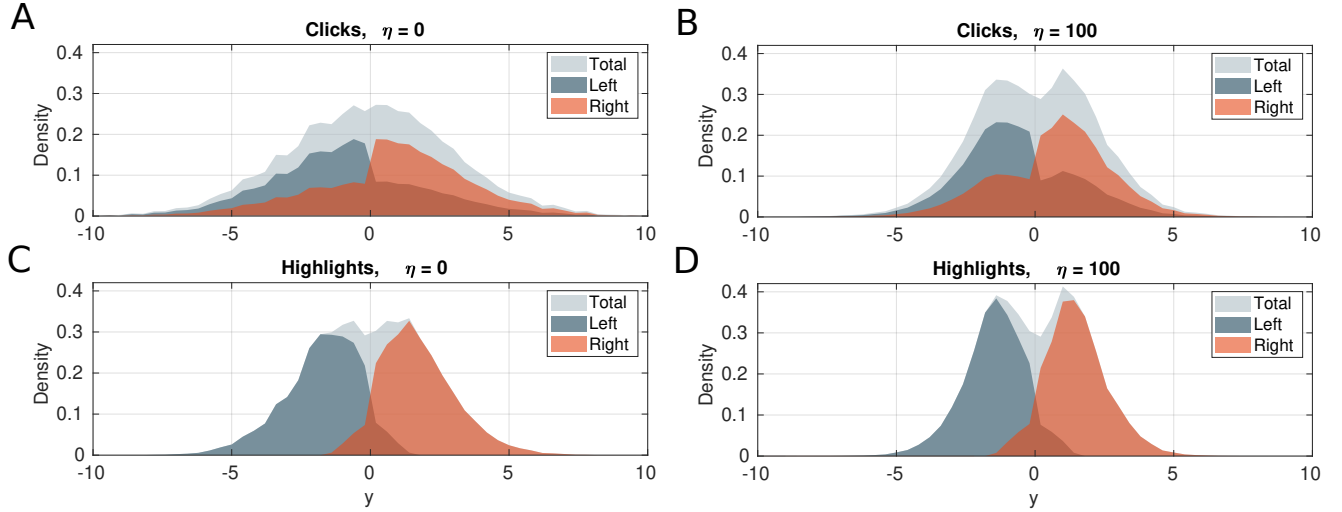 A
Clicks, η = 0
Density
0.4
0.3
0.2
0.1
0
-10
-5
0
5
10
Total
Left
Right
B
Clicks, η = 100
Density
0.4
0.3
0.2
0.1
0
-10
-5
0
5
10
Total
Left
Right
C
Highlights, η = 0
Density
0.4
0.3
0.2
0.1
0
-10
-5
0
5
10
y
Total
Left
Right
D
Highlights, η = 100
Density
0.4
0.3
0.2
0.1
0
-10
-5
0
5
10
y
Total
Left
Right